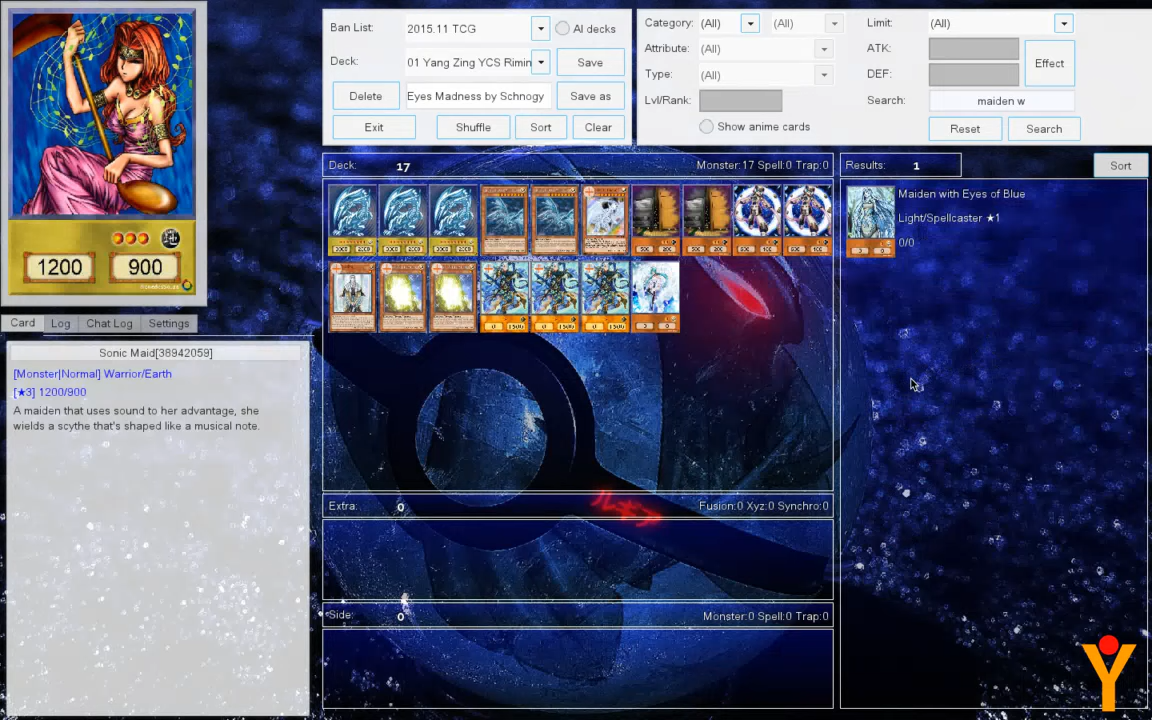 1200
900
Card
Log
Chat Log
Settings
Sonic Maid[38942059]
[Monster|Normal] Warrior/Earth
[★3] 1200/900
A maiden that uses sound to her advantage, she
wields a scythe that's shaped like a musical note.
Ban List:
2015.11 TCG
AI decks
Deck:
01 Yang Zing YCS Rimin
Save
Delete
Eyes Madness by Schnogy
Save as
Exit
Shuffle
Sort
Clear
Category:
(All)
(All)
Limit:
(All)
Attribute:
(All)
ATK:
Type:
(All)
DEF:
Effect
Lvl/Rank:
Search:
maiden w
Show anime cards
Reset
Search
Deck:
17
Monster:17 Spell:0 Trap:0
Results:
1
Sort
Maiden with Eyes of Blue
Light/Spellcaster ★1
0/0
Extra:
0
Fusion:0 Xyz:0 Synchro:0
Side:
0
Monster:0 Spell:0 Trap:0
Y